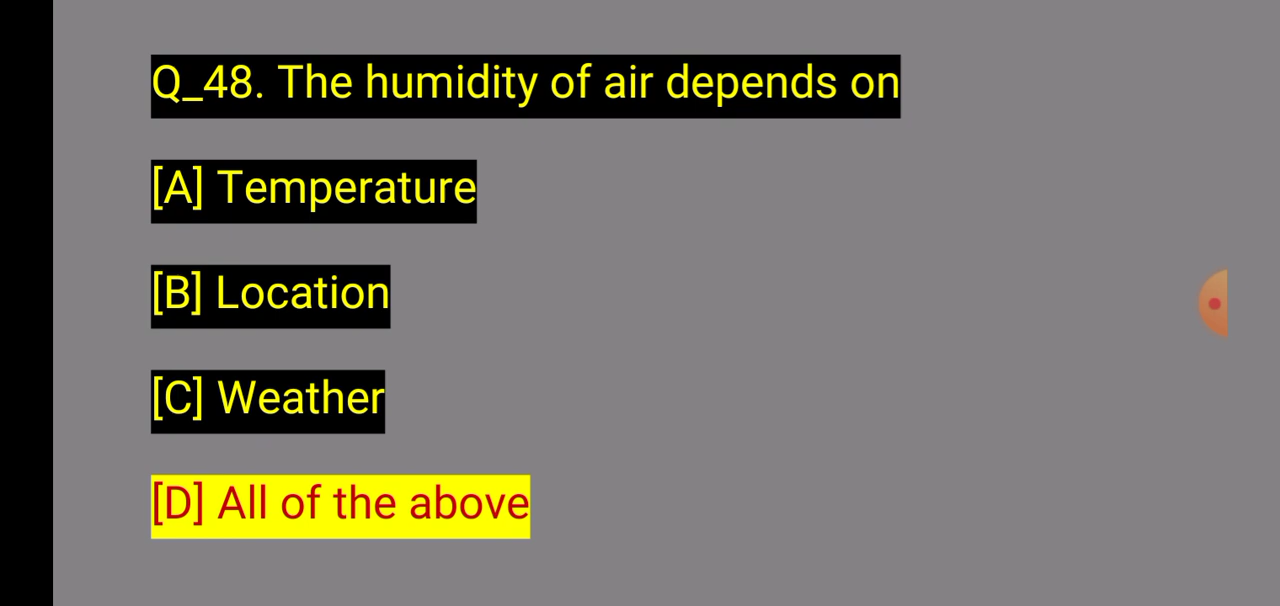 Q_48. The humidity of air depends on
[A] Temperature
[B] Location
[C] Weather
[D] All of the above